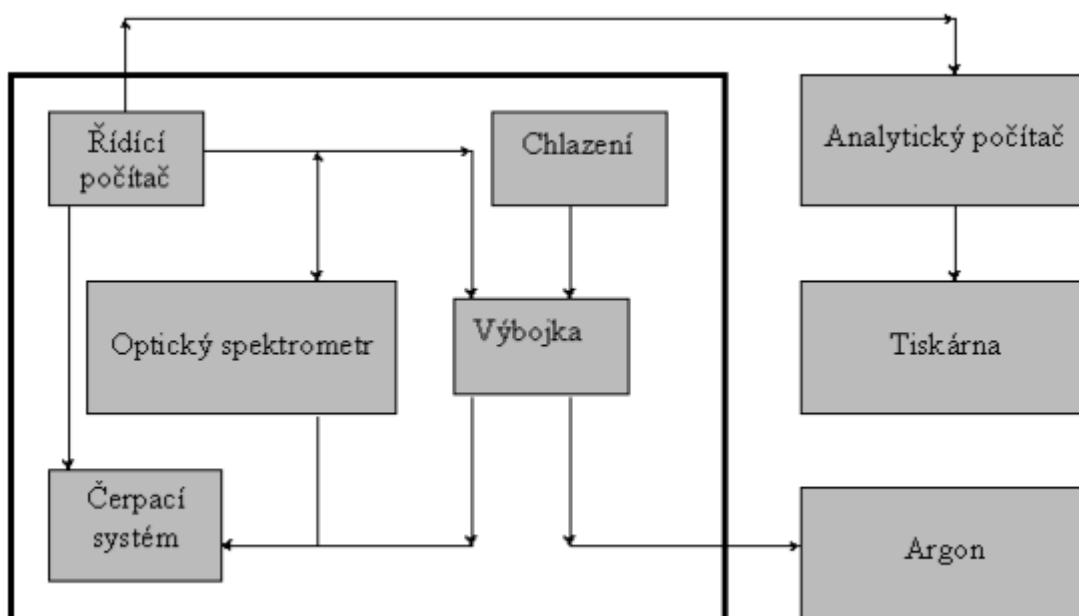 Řídící
počítač
Chlazení
Analytický počítač
Optický spektrometr
Výbojka
Tiskárna
Čerpací
systém
Argon